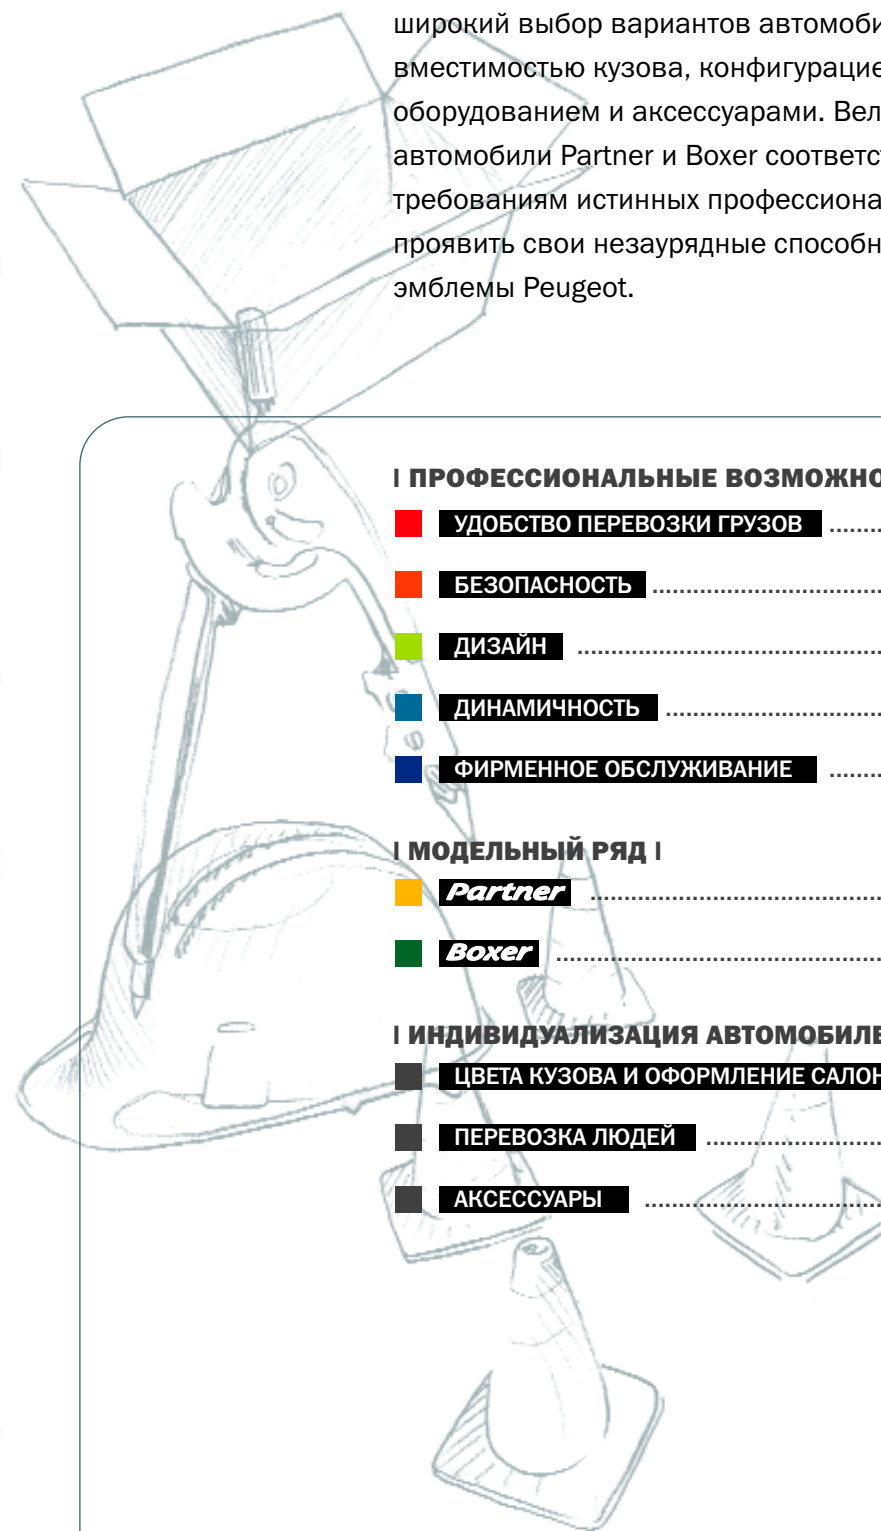 широкий выбор вариантов автомоби
вместимостью кузова, конфигурацие
оборудованием и аксессуарами. Вел
автомобили Partner и Boxer соответст
требованиям истинных профессиона
проявить свои незаурядные способн
эмблемы Peugeot.
| ПРОФЕССИОНАЛЬНЫЕ ВОЗМОЖНО
УДОБСТВО ПЕРЕВОЗКИ ГРУЗОВ ........
БЕЗОПАСНОСТЬ ..................................
ДИЗАЙН .............................................
ДИНАМИЧНОСТЬ ................................
ФИРМЕННОЕ ОБСЛУЖИВАНИЕ ........
| МОДЕЛЬНЫЙ РЯД |
Partner ...........................................
Boxer ................................................
| ИНДИВИДУАЛИЗАЦИЯ АВТОМОБИЛЕ
ЦВЕТА КУЗОВА И ОФОРМЛЕНИЕ САЛОН
ПЕРЕВОЗКА ЛЮДЕЙ ..........................
АКСЕССУАРЫ ...................................